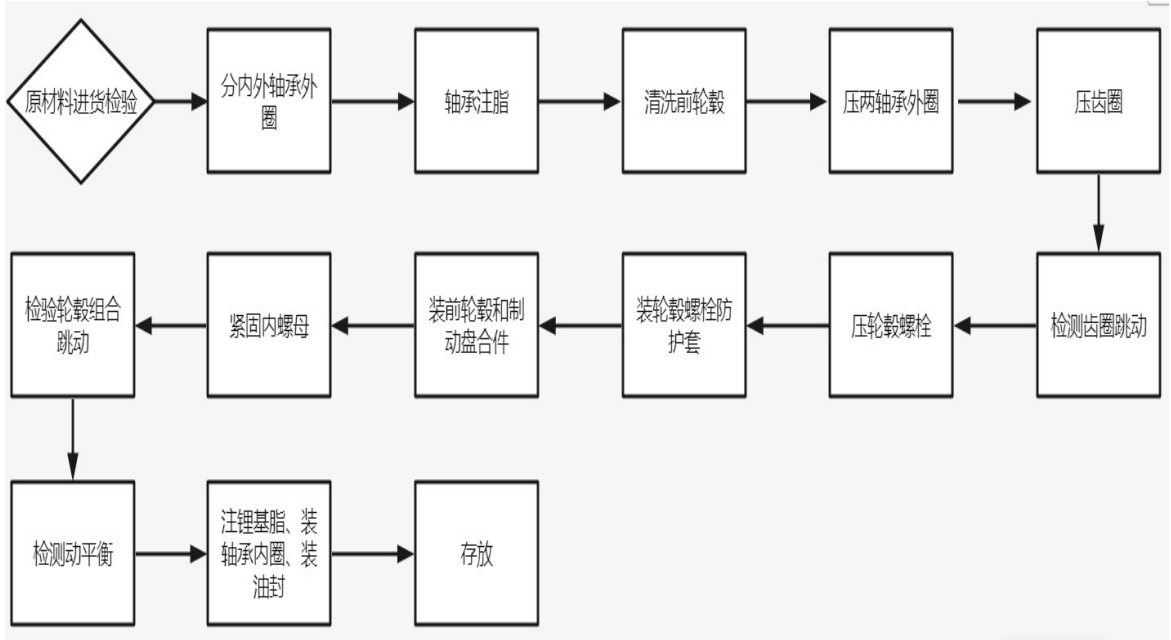 原材料进货检验
分内外轴承外
圈
轴承注脂
清洗前轮毂
压两轴承外圈
压齿圈
检测齿圈跳动
压轮毂螺栓
装轮毂螺栓防
护套
装前轮毂和制
动盘合件
紧固内螺母
检验轮毂组合
跳动
检测动平衡
注锂基脂、装
轴承内圈、装
油封
存放